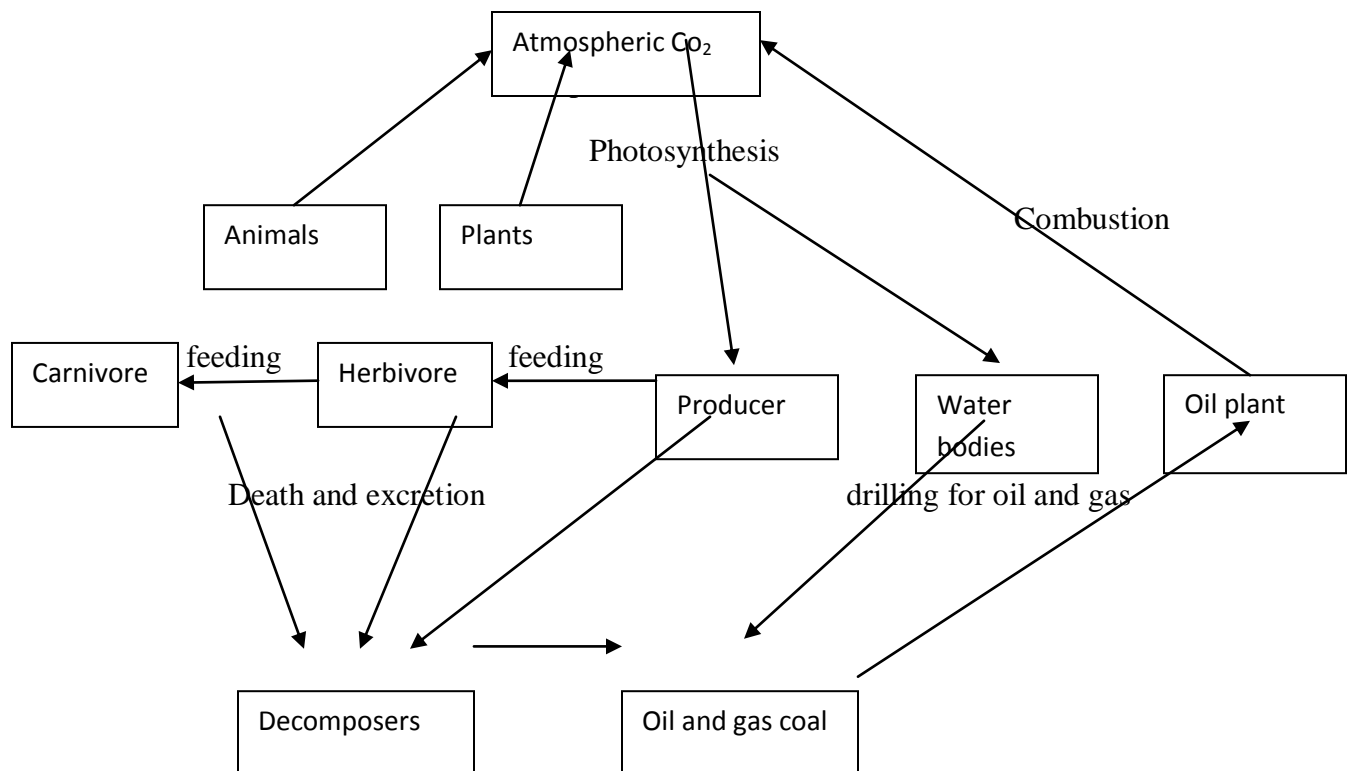 Atmospheric Co₂
Photosynthesis
Combustion
Animals
Plants
Carnivore
feeding
Herbivore
feeding
Producer
Water
bodies
Oil plant
Death and excretion
drilling for oil and gas
Decomposers
Oil and gas coal